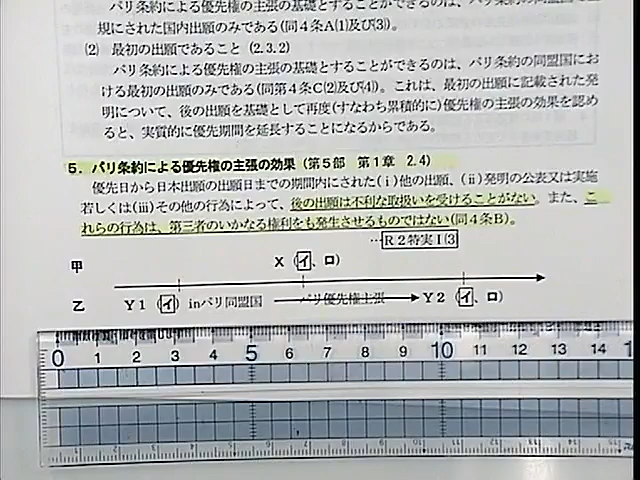 パリ条約による優先権の主張の基礎とすることができるのは、パリ条約の同盟国において正
規にされた国内出願のみである(同4条A(1)及び(3))。
(2) 最初の出願であること (2.3.2)
パリ条約による優先権の主張の基礎とすることができるのは、パリ条約の同盟国にお
ける最初の出願のみである(同第4条C(2)及び(4))。これは、最初の出願に記載された発
明について、後の出願を基礎として再度(すなわち累積的に)優先権の主張の効果を認め
ると、実質的に優先期間を延長することになるからである。
5. パリ条約による優先権の主張の効果 (第5部 第1章 2.4)
優先日から日本出願の出願日までの期間内にされた(ⅰ)他の出願、(ⅱ)発明の公表又は実施
若しくは(ⅲ)その他の行為によって、後の出願は不利な取扱いを受けることがない。また、こ
れらの行為は、第三者のいかなる権利をも発生させるものではない(同4条B)。
…R2特実Ⅰ(3)
甲 X (イ、ロ)
乙 Y1 (イ) inパリ同盟国 パリ優先権主張 Y2 (イ、ロ)
0 1 2 3 4 5 6 7 8 9 10 11 12 13 14 1